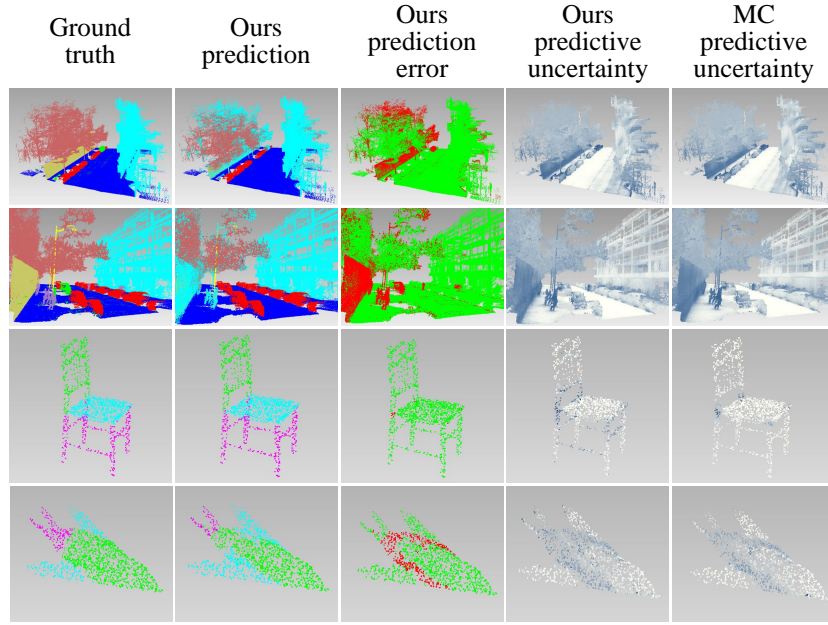 Ground
truth
Ours
prediction
Ours
prediction
error
Ours
predictive
uncertainty
MC
predictive
uncertainty